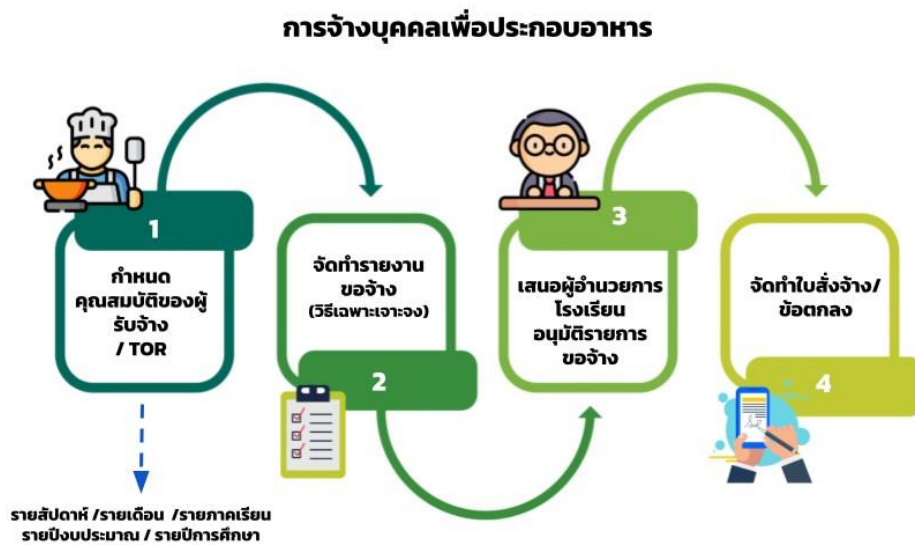 การจ้างบุคคลเพื่อประกอบอาหาร
1
กำหนด
คุณสมบัติของผู้
รับจ้าง
/ TOR
รายสัปดาห์ /รายเดือน /รายภาคเรียน
รายปีงบประมาณ / รายปีการศึกษา
จัดทำรายงาน
ขอจ้าง
(วิธีเฉพาะเจาะจง)
2
3
เสนอผู้อำนวยการ
โรงเรียน
อนุมัติรายการ
ขอจ้าง
จัดทำใบสั่งจ้าง/
ข้อตกลง
4